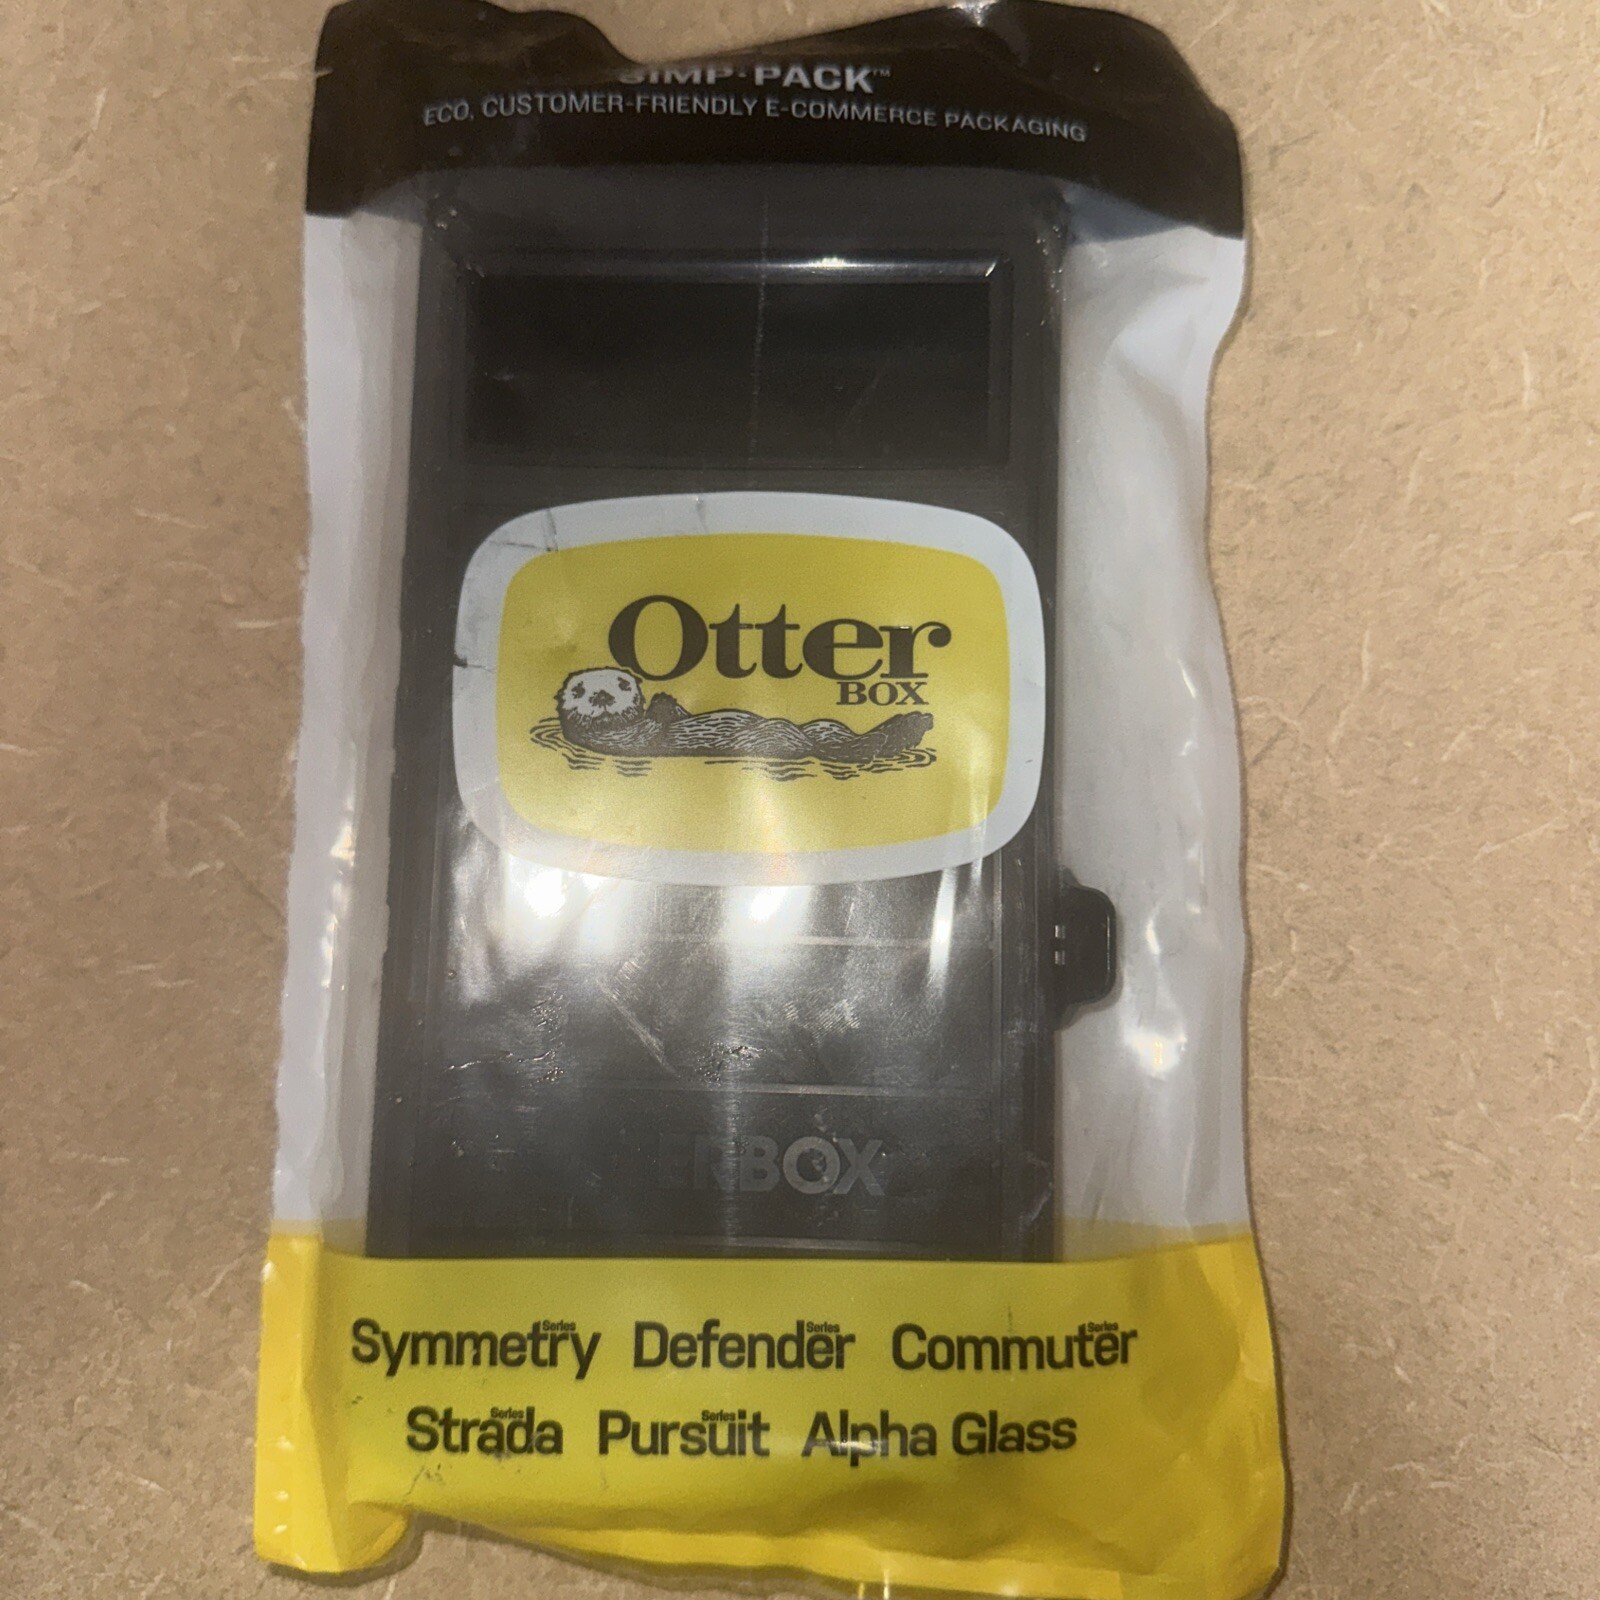 SIMP-PACK™
ECO, CUSTOMER-FRIENDLY E-COMMERCE PACKAGING
Otter
BOX
ERBOX
Symmetry Series Defender Series Commuter Series
Strada Series Pursuit Series Alpha Glass